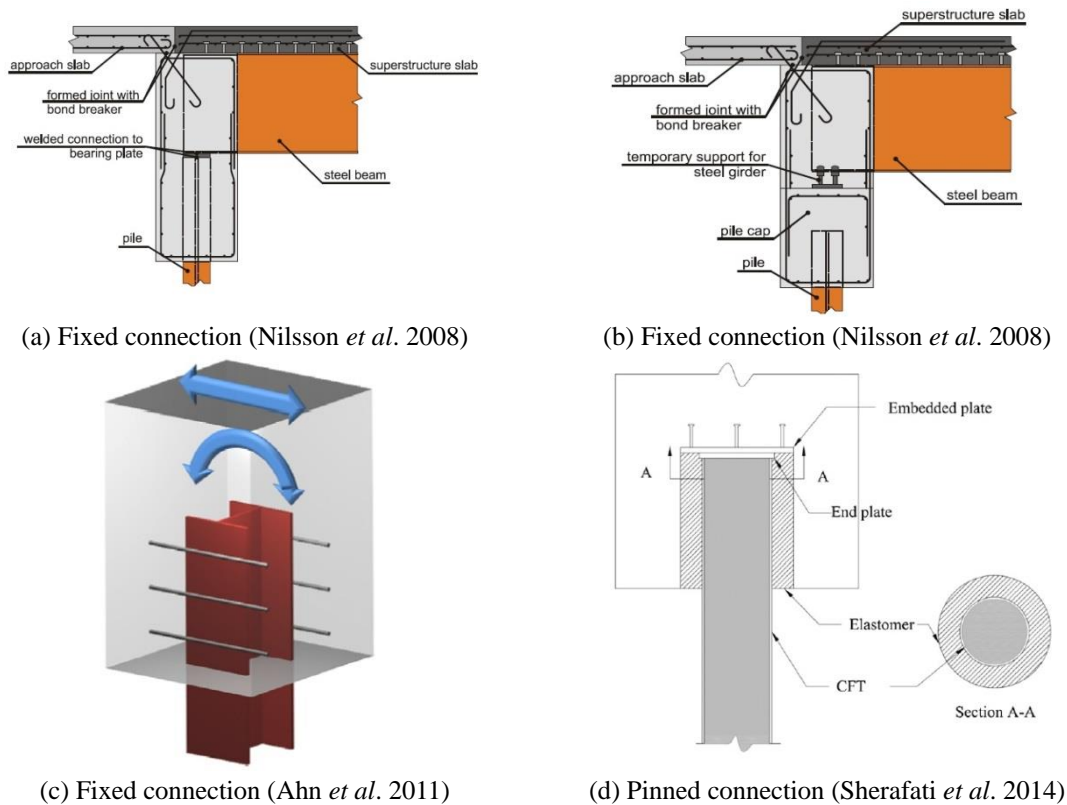 approach slab
superstructure slab
formed joint with
bond breaker
welded connection to
bearing plate
steel beam
pile
(a) Fixed connection (Nilsson et al. 2008)
superstructure slab
approach slab
formed joint with
bond breaker
temporary support for
steel girder
steel beam
pile cap
pile
(b) Fixed connection (Nilsson et al. 2008)
(c) Fixed connection (Ahn et al. 2011)
Embedded plate
A
A
End plate
Elastomer
CFT
Section A-A
(d) Pinned connection (Sherafati et al. 2014)